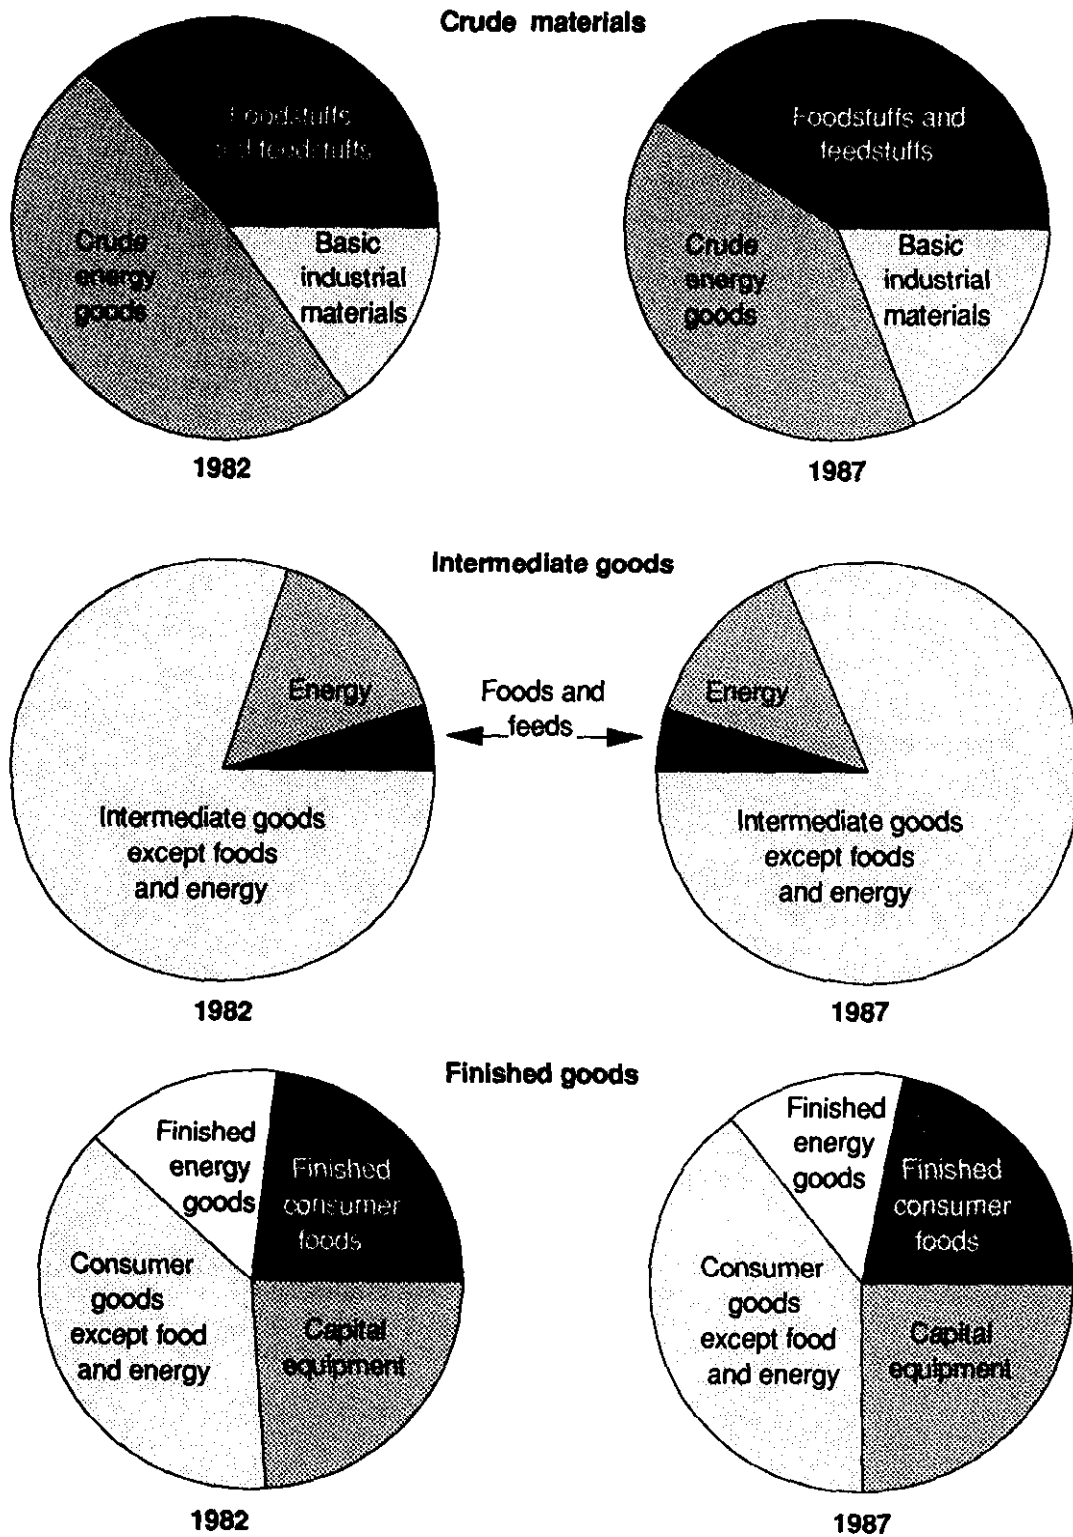 Crude materials
Foodstuffs
and feedstuffs
Crude
energy
goods
Basic
industrial
materials
1982
Foodstuffs and
feedstuffs
Crude
energy
goods
Basic
industrial
materials
1987
Intermediate goods
Energy
Foods and
feeds
Intermediate goods
except foods
and energy
1982
Energy
Intermediate goods
except foods
and energy
1987
Finished goods
Finished
energy
goods
Finished
consumer
foods
Consumer
goods
except food
and energy
Capital
equipment
1982
Finished
energy
goods
Finished
consumer
foods
Consumer
goods
except food
and energy
Capital
equipment
1987